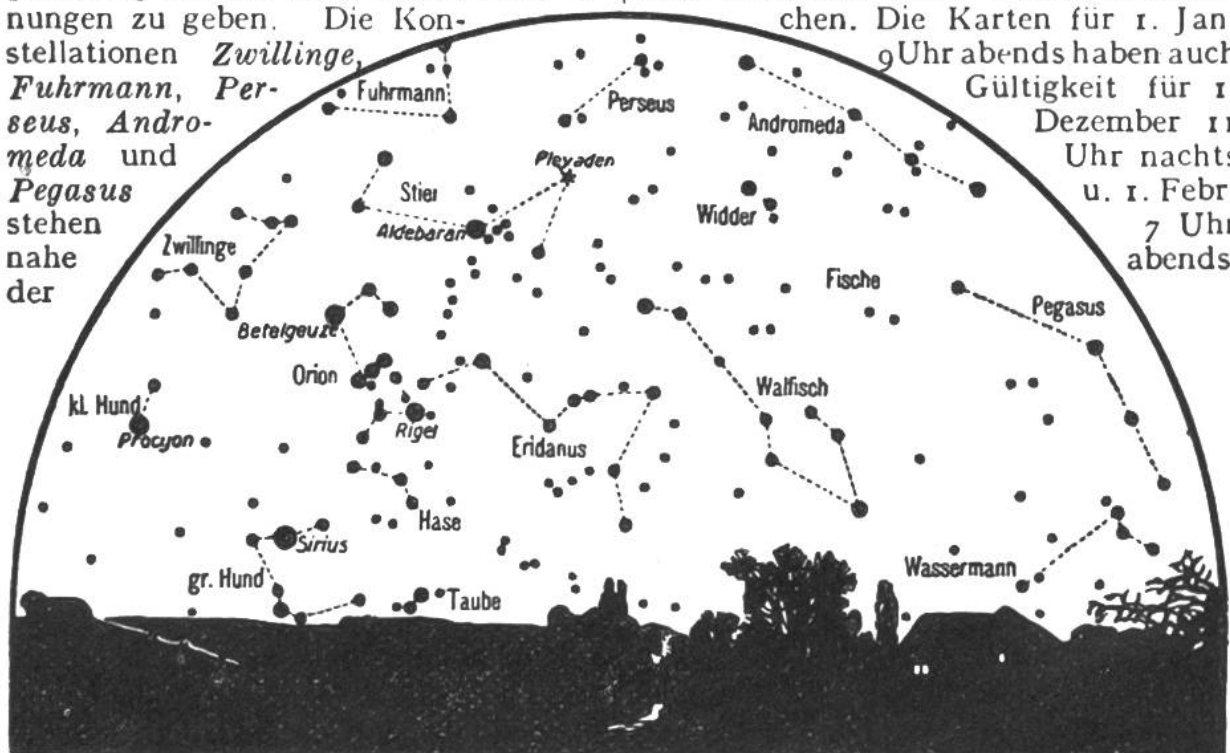 nungen zu geben. Die Kon-
stellationen Zwillinge,
Fuhrmann, Per-
seus, Andro-
meda und
Pegasus
stehen
nahe
der
chen. Die Karten für 1. Jan
9 Uhr abends haben auch
Gültigkeit für 1
Dezember 11
Uhr nachts
u. 1. Febr
7 Uhr
abends
Fuhrmann
Perseus
Andromeda
Pleyaden
Stier
Aldebaran
Widder
Zwillinge
Fische
Betelgeuze
Pegasus
Orion
Walfisch
kl. Hund
Procyon
Rigel
Eridanus
Hase
Sirius
gr. Hund
Wassermann
Taube